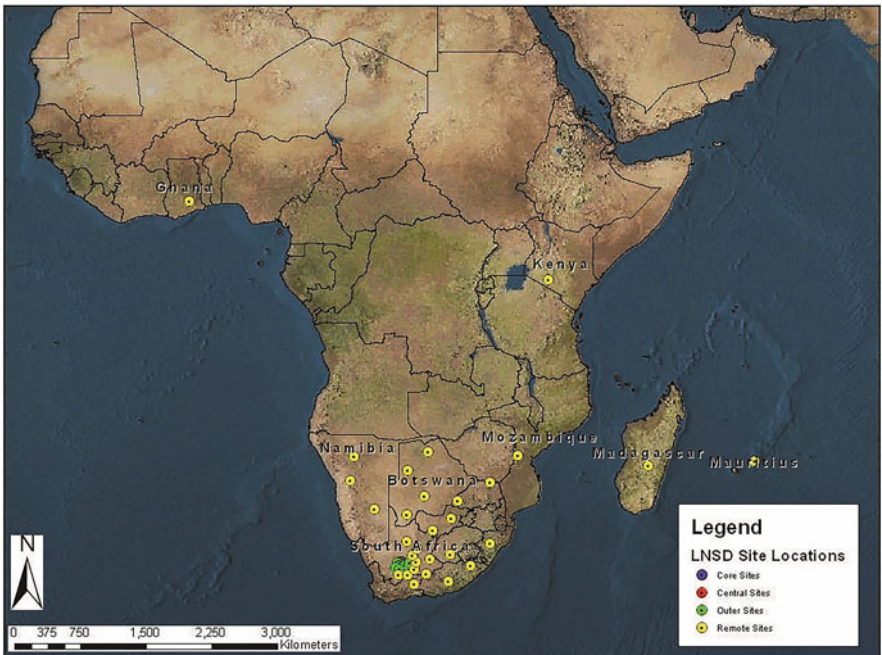 Ghana
Kenya
Mozambique
Namibia
Madagascar
Mauritius
Botswana
South Africa
N
0 375 750 1,500 2,250 3,000
Kilometers
Legend
LNSD Site Locations
Core Sites
Central Sites
Outer Sites
Remote Sites